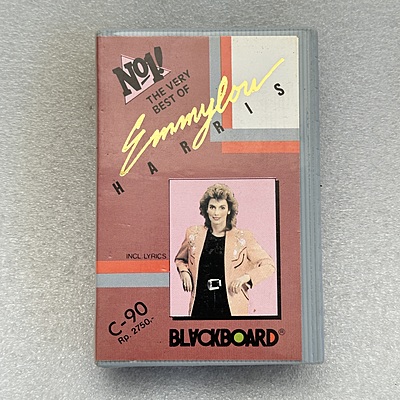 No1!
THE VERY
BEST OF
Emmylou
HARRIS
INCL. LYRICS
C-90
Rp. 2750,-
BLACKBOARD®